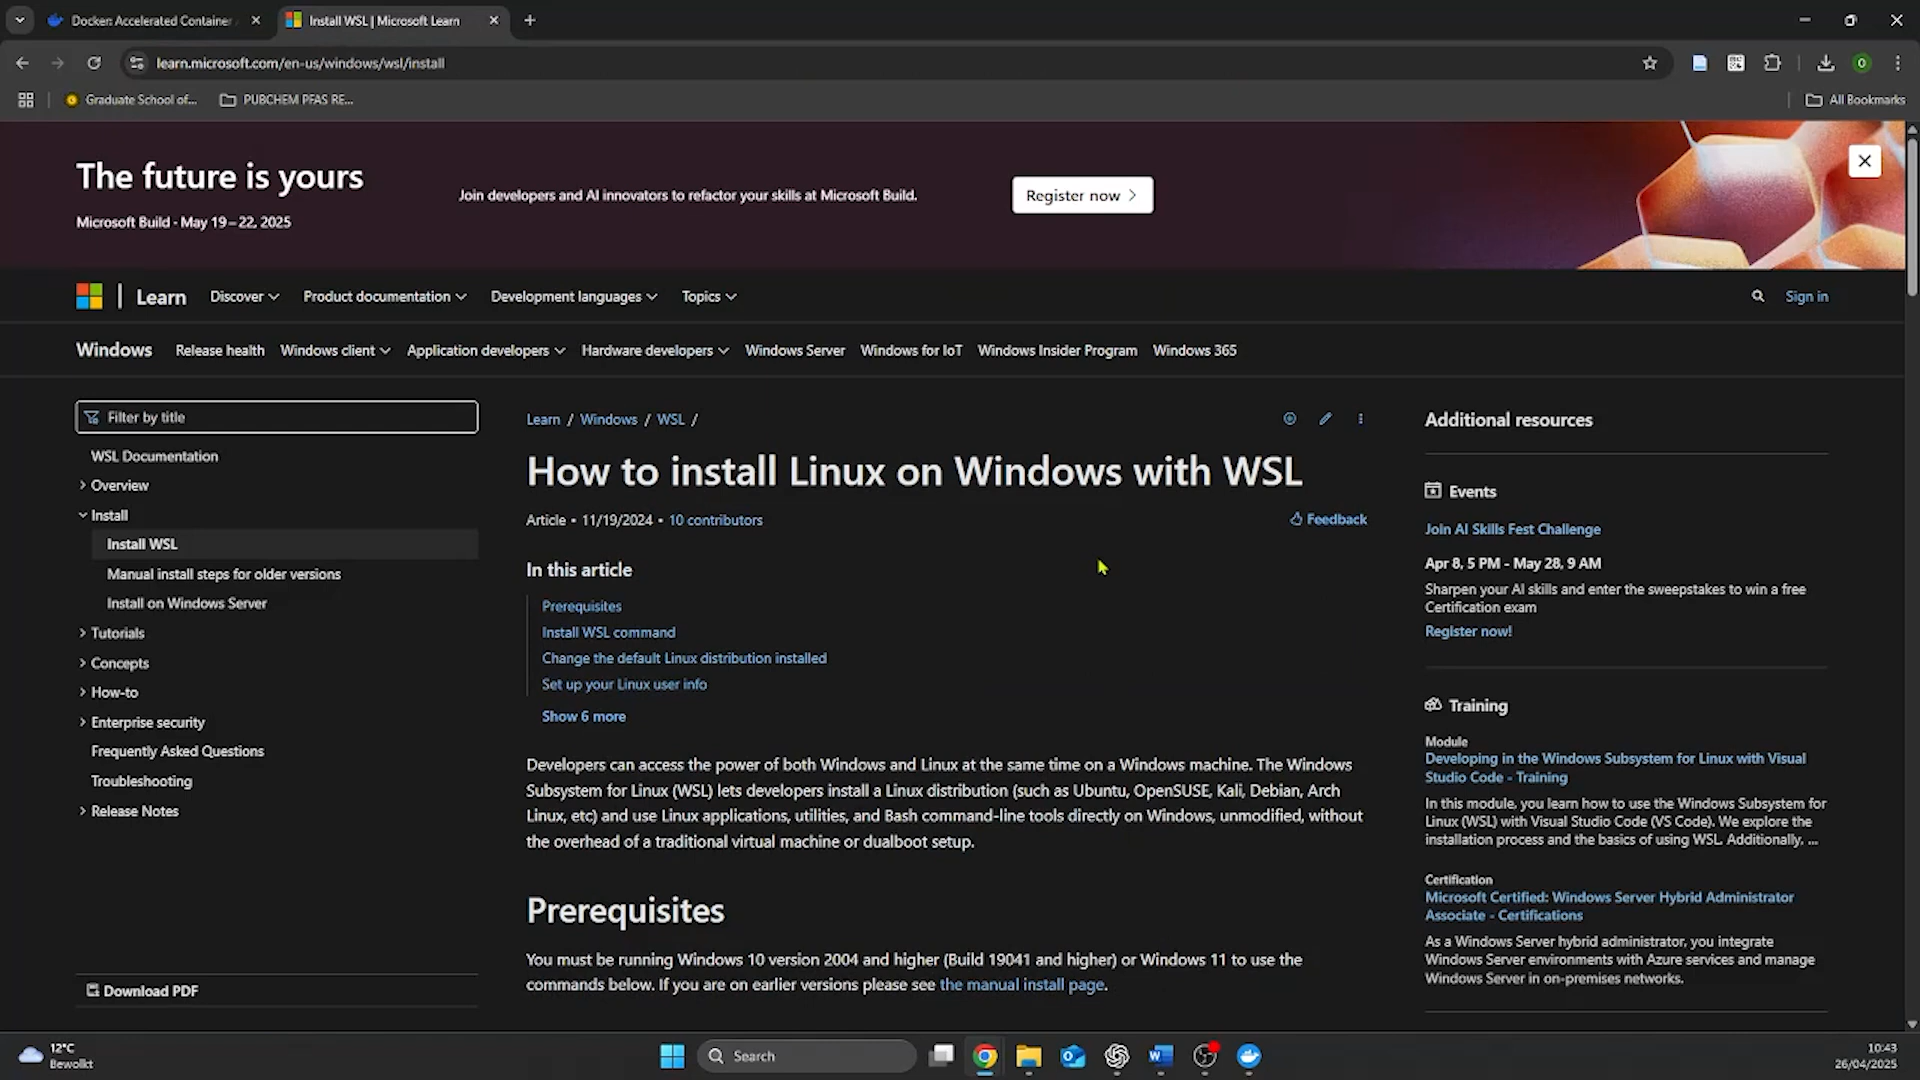 Docker: Accelerated Container
Install WSL | Microsoft Learn
learn.microsoft.com/en-us/windows/wsl/install
O
Graduate School of...
PUBCHEM PFAS RE...
All Bookmarks
The future is yours
Microsoft Build - May 19–22, 2025
Join developers and AI innovators to refactor your skills at Microsoft Build.
Register now
Learn
Discover
Product documentation
Development languages
Topics
Sign in
Windows
Release health
Windows client
Application developers
Hardware developers
Windows Server
Windows for IoT
Windows Insider Program
Windows 365
Filter by title
WSL Documentation
Overview
Install
Install WSL
Manual install steps for older versions
Install on Windows Server
Tutorials
Concepts
How-to
Enterprise security
Frequently Asked Questions
Troubleshooting
Release Notes
Download PDF
Learn / Windows / WSL /
How to install Linux on Windows with WSL
Article • 11/19/2024 • 10 contributors
Feedback
In this article
Prerequisites
Install WSL command
Change the default Linux distribution installed
Set up your Linux user info
Show 6 more
Developers can access the power of both Windows and Linux at the same time on a Windows machine. The Windows
Subsystem for Linux (WSL) lets developers install a Linux distribution (such as Ubuntu, OpenSUSE, Kali, Debian, Arch
Linux, etc) and use Linux applications, utilities, and Bash command-line tools directly on Windows, unmodified, without
the overhead of a traditional virtual machine or dualboot setup.
Prerequisites
You must be running Windows 10 version 2004 and higher (Build 19041 and higher) or Windows 11 to use the
commands below. If you are on earlier versions please see the manual install page.
Additional resources
Events
Join AI Skills Fest Challenge
Apr 8, 5 PM - May 28, 9 AM
Sharpen your AI skills and enter the sweepstakes to win a free
Certification exam
Register now!
Training
Module
Developing in the Windows Subsystem for Linux with Visual
Studio Code - Training
In this module, you learn how to use the Windows Subsystem for
Linux (WSL) with Visual Studio Code (VS Code). We explore the
installation process and the basics of using WSL. Additionally, ...
Certification
Microsoft Certified: Windows Server Hybrid Administrator
Associate - Certifications
As a Windows Server hybrid administrator, you integrate
Windows Server environments with Azure services and manage
Windows Server in on-premises networks.
12°C
Bewolkt
Search
10:43
26/04/2025